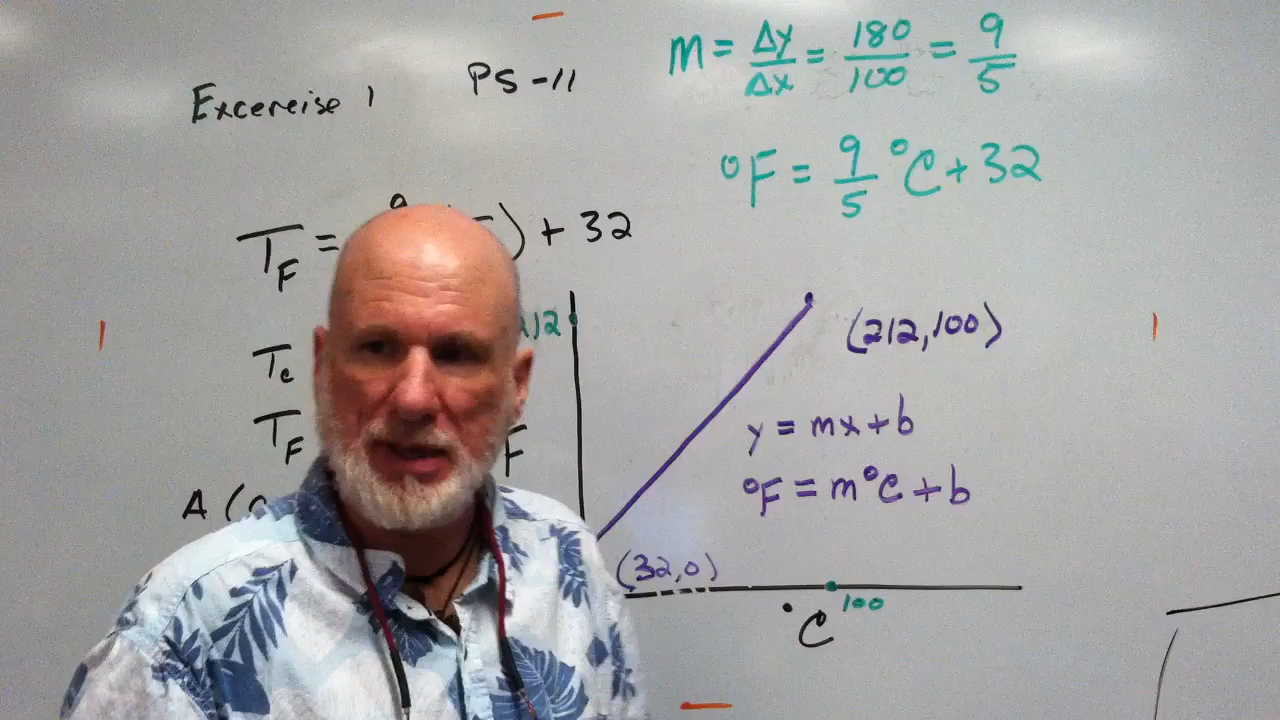 Excercise 1
PS-11
m = Δy/Δx = 180/100 = 9/5
°F = 9/5 °C + 32
T_F = ) + 32
212
(212,100)
T_c
T_F
F
y = mx + b
°F = m°C + b
A (
(32,0)
100
°C